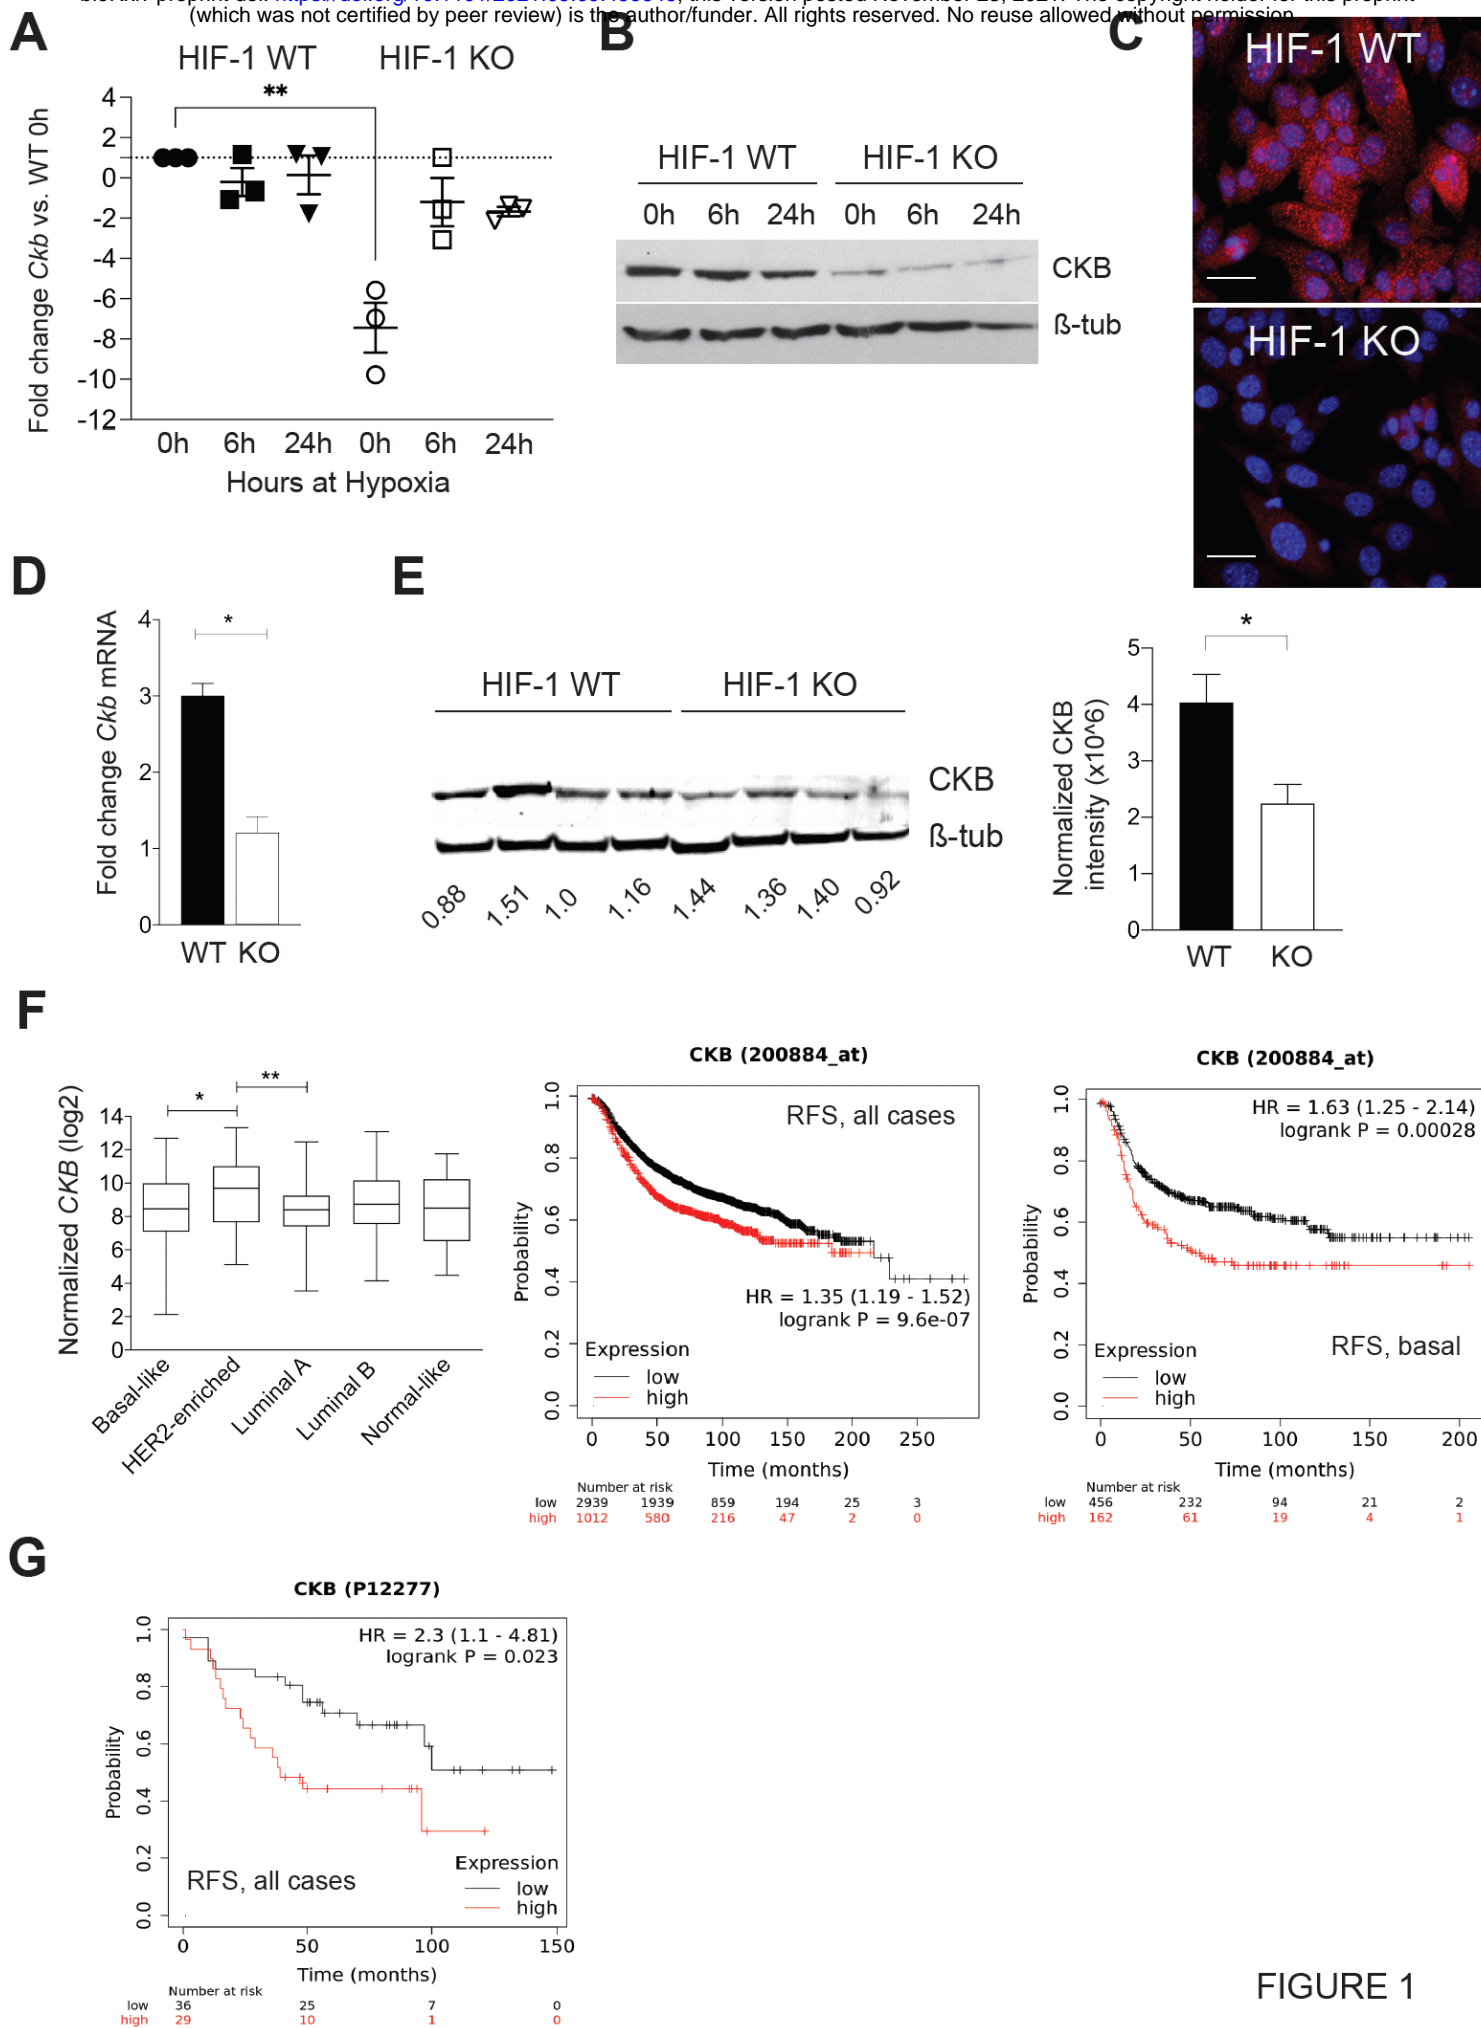 (which was not certified by peer review) is the author/funder. All rights reserved. No reuse allowed without permission.
A
HIF-1 WT
HIF-1 KO
**
Fold change Ckb vs. WT 0h
4
2
0
-2
-4
-6
-8
-10
-12
0h 6h 24h 0h 6h 24h
Hours at Hypoxia
B
HIF-1 WT HIF-1 KO
0h 6h 24h 0h 6h 24h
CKB
ß-tub
C
HIF-1 WT
HIF-1 KO
D
Fold change Ckb mRNA
4
3
2
1
0
*
WT KO
E
HIF-1 WT HIF-1 KO
CKB
ß-tub
0.88 1.51 1.0 1.16 1.44 1.36 1.40 0.92
Normalized CKB
intensity (x10^6)
5
4
3
2
1
0
*
WT KO
F
Normalized CKB (log2)
14
12
10
8
6
4
2
0
* **
Basal-like
HER2-enriched
Luminal A
Luminal B
Normal-like
CKB (200884_at)
RFS, all cases
HR = 1.35 (1.19 - 1.52)
logrank P = 9.6e-07
Expression
low
high
Probability
1.0
0.8
0.6
0.4
0.2
0.0
0 50 100 150 200 250
Time (months)
Number at risk
low 2939 1939 859 194 25 3
high 1012 580 216 47 2 0
CKB (200884_at)
HR = 1.63 (1.25 - 2.14)
logrank P = 0.00028
RFS, basal
Expression
low
high
Probability
1.0
0.8
0.6
0.4
0.2
0.0
0 50 100 150 200
Time (months)
Number at risk
low 456 232 94 21 2
high 162 61 19 4 1
G
CKB (P12277)
HR = 2.3 (1.1 - 4.81)
logrank P = 0.023
RFS, all cases
Expression
low
high
Probability
1.0
0.8
0.6
0.4
0.2
0.0
0 50 100 150
Time (months)
Number at risk
low 36 25 7 0
high 29 10 1 0
FIGURE 1